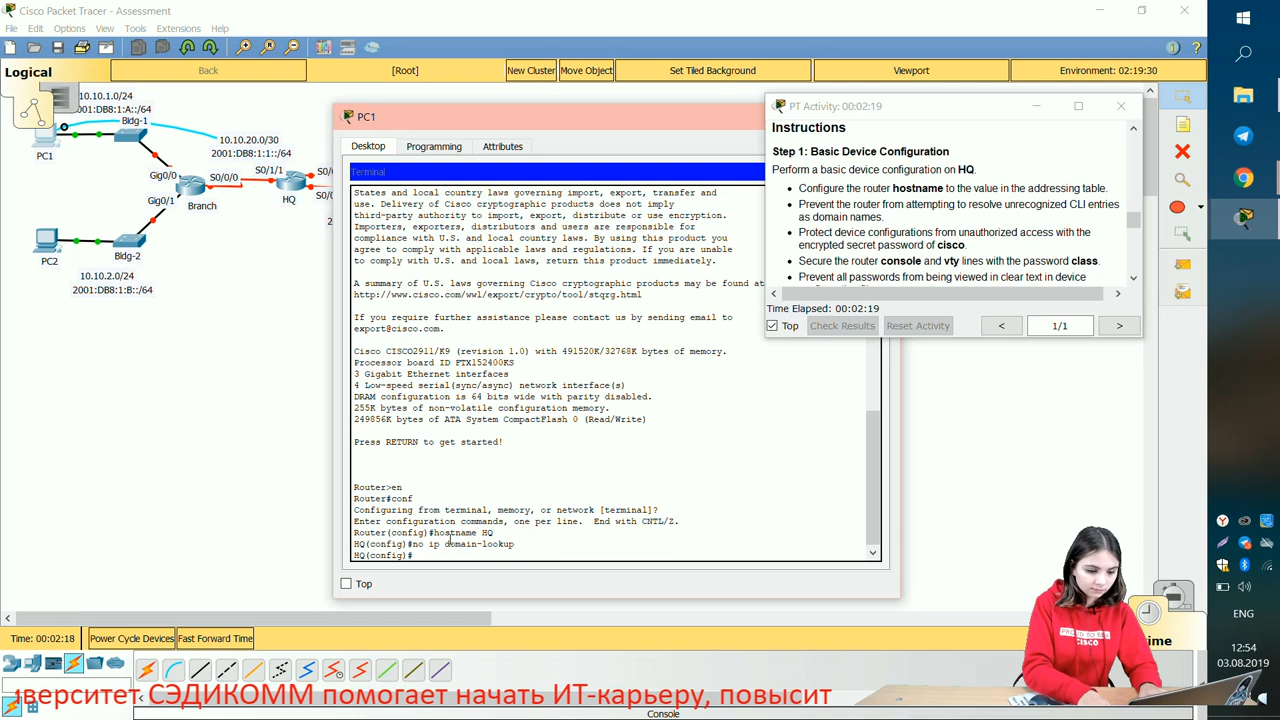 Cisco Packet Tracer - Assessment
File Edit Options View Tools Extensions Help
Logical
Back
[Root]
New Cluster
Move Object
Set Tiled Background
Viewport
Environment: 02:19:30
10.10.1.0/24
001:DB8:1:A::/64
Bldg-1
PC1
10.10.20.0/30
2001:DB8:1:1::/64
Gig0/0
S0/0/0
S0/1/1
Branch
HQ
Gig0/1
PC2
Bldg-2
10.10.2.0/24
2001:DB8:1:B::/64
PC1
Desktop
Programming
Attributes
Terminal
States and local country laws governing import, export, transfer and
use. Delivery of Cisco cryptographic products does not imply
third-party authority to import, export, distribute or use encryption.
Importers, exporters, distributors and users are responsible for
compliance with U.S. and local country laws. By using this product you
agree to comply with applicable laws and regulations. If you are unable
to comply with U.S. and local laws, return this product immediately.
A summary of U.S. laws governing Cisco cryptographic products may be found at
http://www.cisco.com/wwl/export/crypto/tool/stqrg.html
If you require further assistance please contact us by sending email to
export@cisco.com.
Cisco CISCO2911/K9 (revision 1.0) with 491520K/32768K bytes of memory.
Processor board ID FTX152400KS
3 Gigabit Ethernet interfaces
4 Low-speed serial(sync/async) network interface(s)
DRAM configuration is 64 bits wide with parity disabled.
255K bytes of non-volatile configuration memory.
249856K bytes of ATA System CompactFlash 0 (Read/Write)
Press RETURN to get started!
Router>en
Router#conf
Configuring from terminal, memory, or network [terminal]?
Enter configuration commands, one per line. End with CNTL/Z.
Router(config)#hostname HQ
HQ(config)#no ip domain-lookup
HQ(config)#
Top
PT Activity: 00:02:19
Instructions
Step 1: Basic Device Configuration
Perform a basic device configuration on HQ.
Configure the router hostname to the value in the addressing table.
Prevent the router from attempting to resolve unrecognized CLI entries
as domain names.
Protect device configurations from unauthorized access with the
encrypted secret password of cisco.
Secure the router console and vty lines with the password class.
Prevent all passwords from being viewed in clear text in device
Time Elapsed: 00:02:19
Top
Check Results
Reset Activity
<
1/1
>
Time: 00:02:18
Power Cycle Devices
Fast Forward Time
Console
PROUD TO BE A
CISCO
ENG
12:54
03.08.2019
иверситет СЭДИКОММ помогает начать ИТ-карьеру, повысит